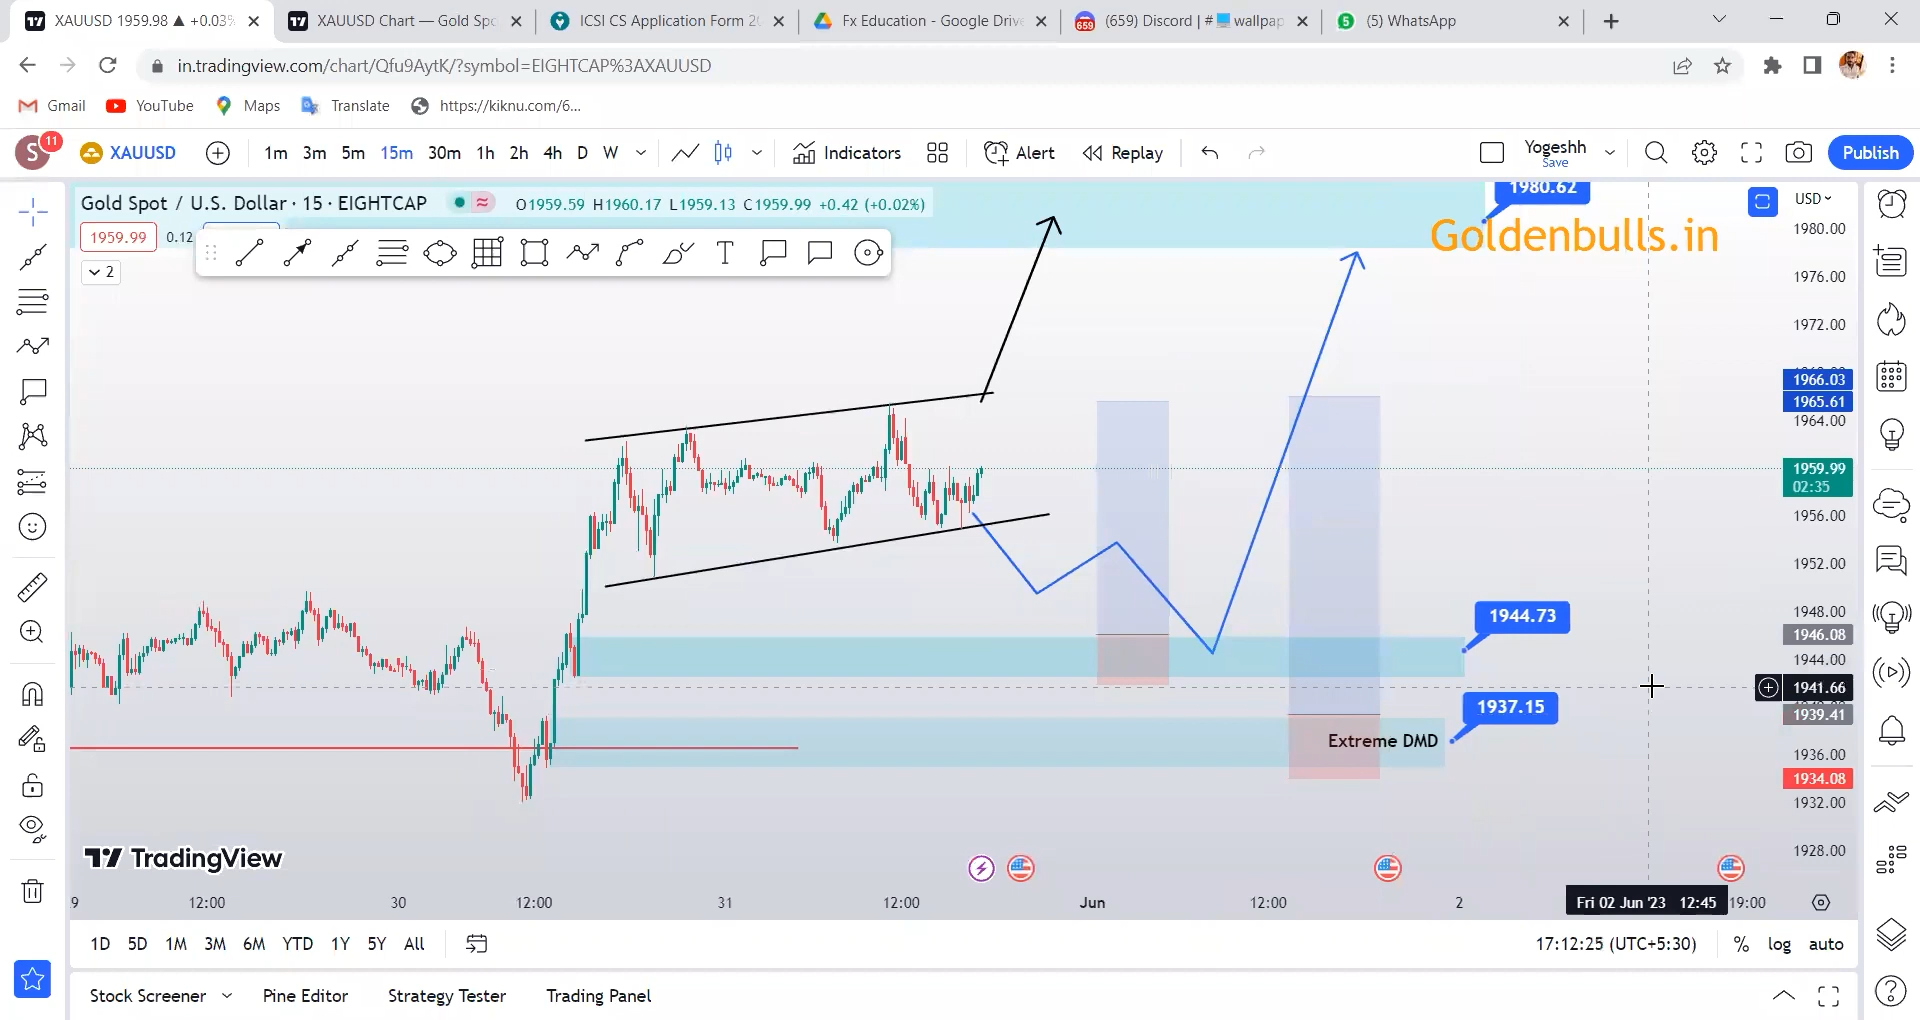 XAUUSD 1959.98 ▲ +0.03%
XAUUSD Chart — Gold Spo
ICSI CS Application Form 2
Fx Education - Google Drive
(659) Discord | # wallpap
(5) WhatsApp
in.tradingview.com/chart/Qfu9AytK/?symbol=EIGHTCAP%3AXAUUSD
Gmail
YouTube
Maps
Translate
https://kiknu.com/6...
S
11
XAUUSD
1m 3m 5m 15m 30m 1h 2h 4h D W
Indicators
Alert
Replay
Yogeshh
Save
Publish
Gold Spot / U.S. Dollar · 15 · EIGHTCAP
O1959.59 H1960.17 L1959.13 C1959.99 +0.42 (+0.02%)
1959.99
0.12
2
1980.62
Goldenbulls.in
USD
1980.00
1976.00
1972.00
1966.03
1965.61
1964.00
1959.99
02:35
1956.00
1952.00
1948.00
1944.73
1946.08
1944.00
1941.66
1937.15
1939.41
Extreme DMD
1936.00
1934.08
1932.00
1928.00
TradingView
9
12:00
30
12:00
31
12:00
Jun
12:00
2
Fri 02 Jun '23 12:45
19:00
1D 5D 1M 3M 6M YTD 1Y 5Y All
17:12:25 (UTC+5:30)
%
log
auto
Stock Screener
Pine Editor
Strategy Tester
Trading Panel